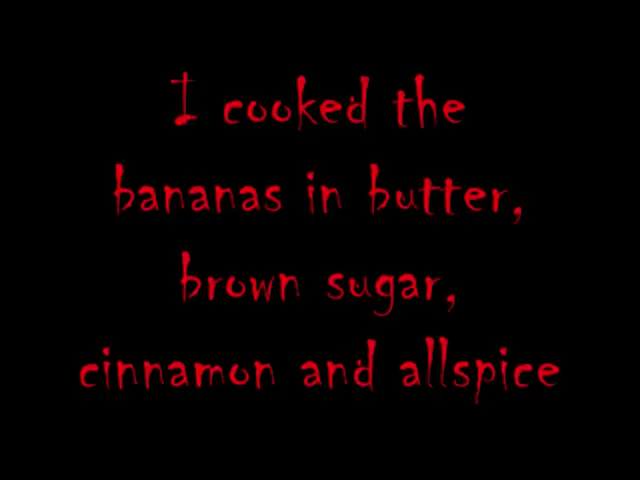 I cooked the
bananas in butter,
brown sugar,
cinnamon and allspice